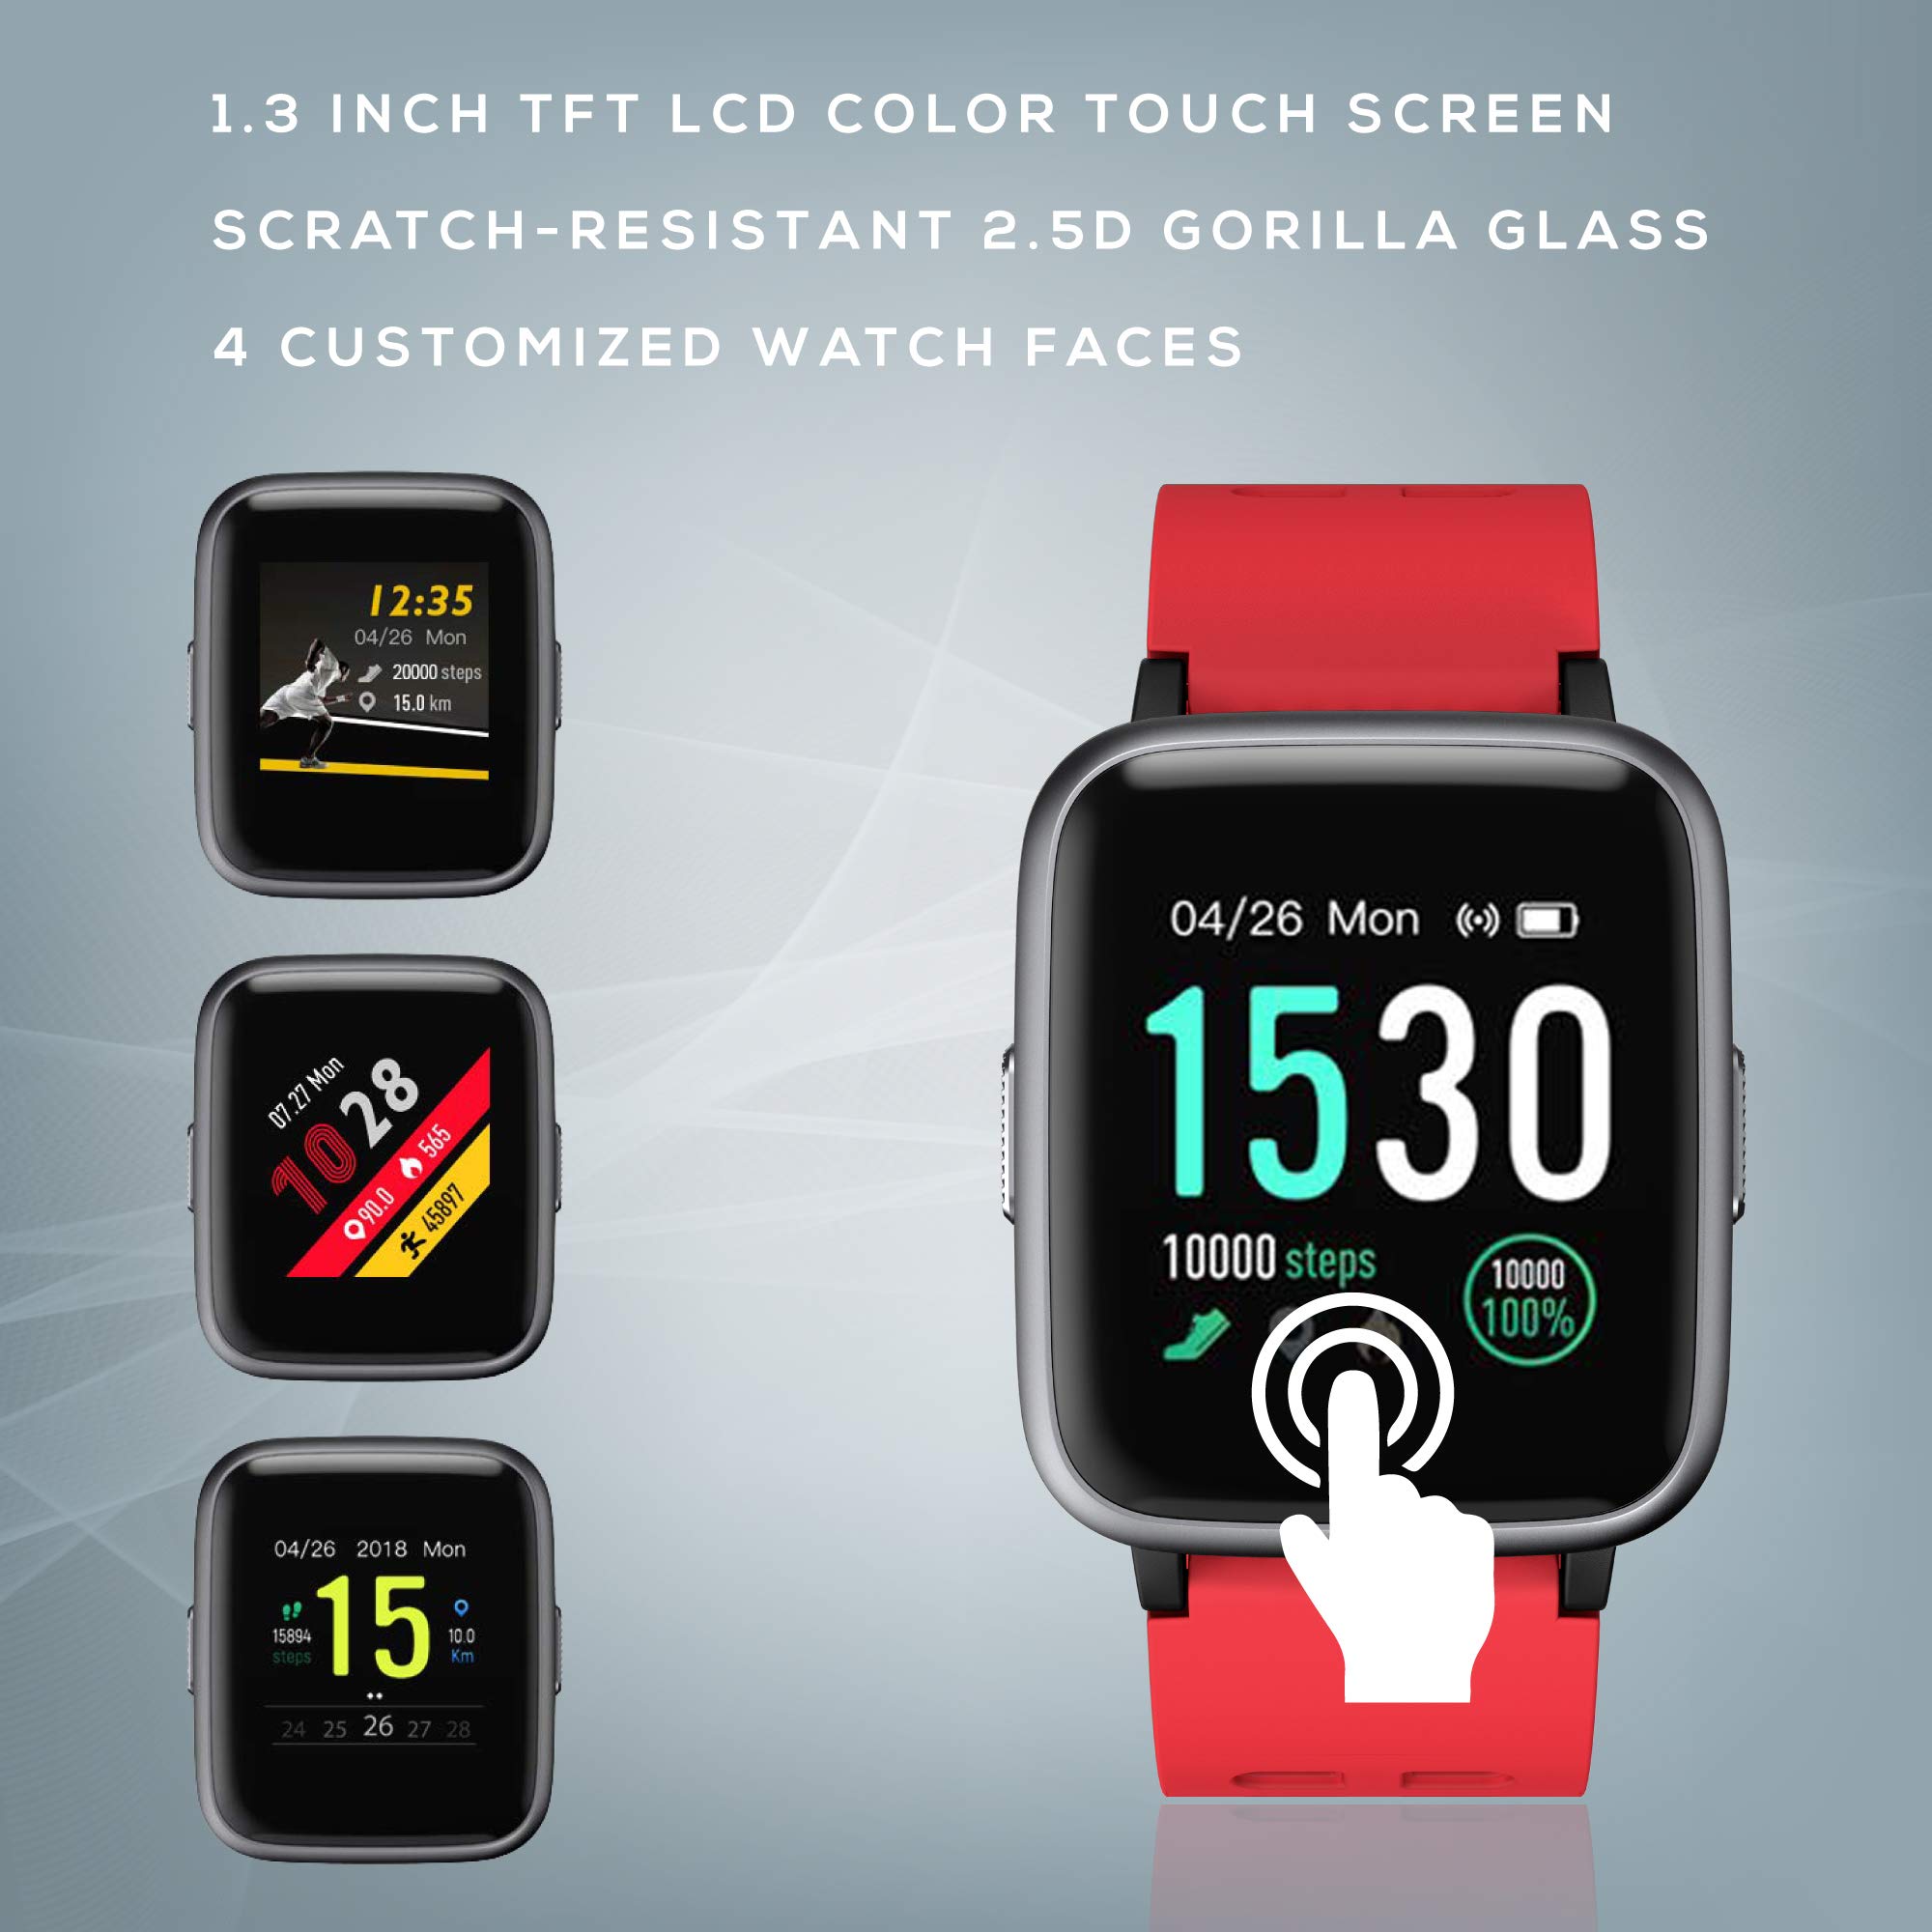 1.3 INCH TFT LCD COLOR TOUCH SCREEN
SCRATCH-RESISTANT 2.5D GORILLA GLASS
4 CUSTOMIZED WATCH FACES
12:35
04/26 Mon
20000 steps
15.0 km
07.27 Mon
10 28
90.0 565
45897
04/26 2018 Mon
15
15894
steps
10.0
Km
24 25 26 27 28
04/26 Mon
1530
10000 steps
10000
100%